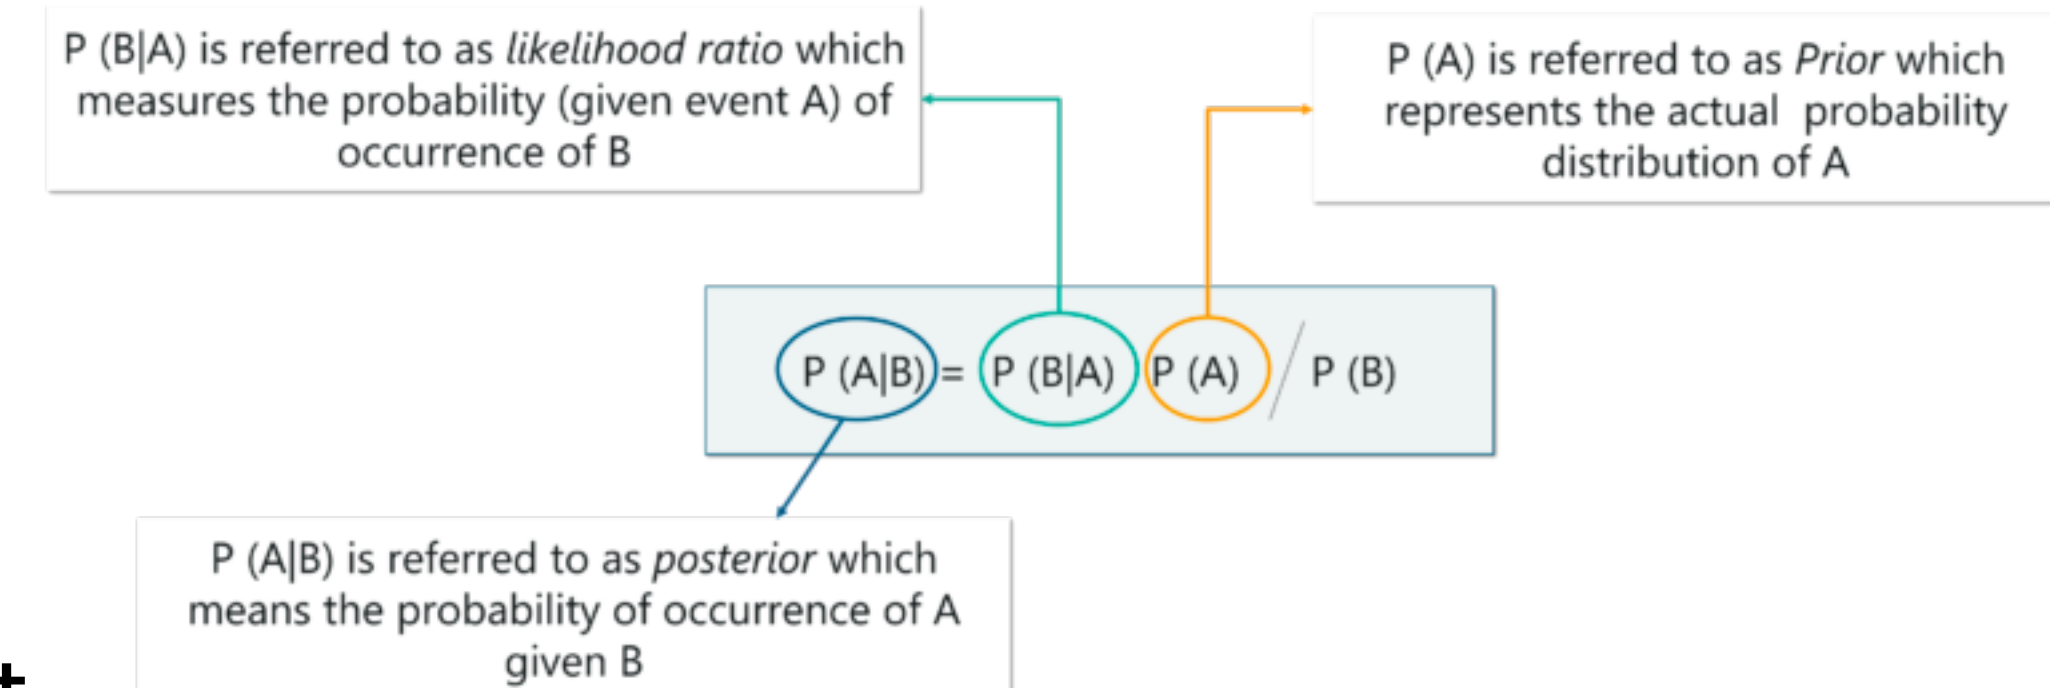 P (B|A) is referred to as likelihood ratio which
measures the probability (given event A) of
occurrence of B
P (A) is referred to as Prior which
represents the actual probability
distribution of A
P (A|B) = P (B|A) P (A) / P (B)
P (A|B) is referred to as posterior which
means the probability of occurrence of A
given B